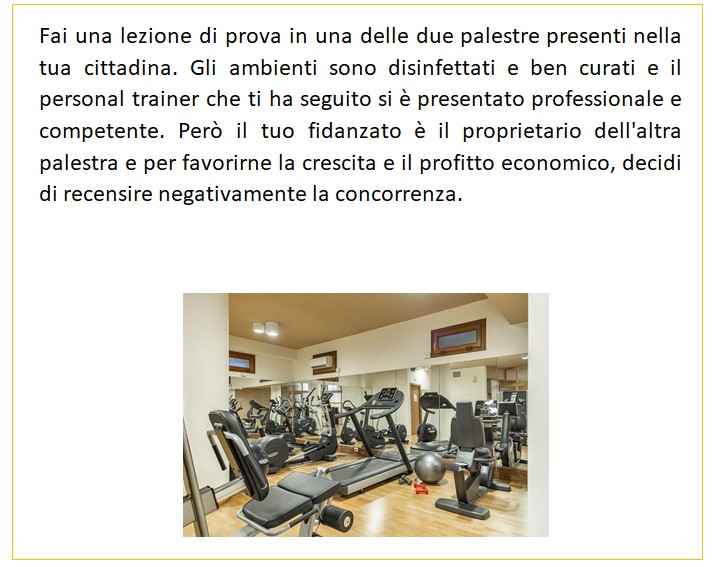 Fai una lezione di prova in una delle due palestre presenti nella
tua cittadina. Gli ambienti sono disinfettati e ben curati e il
personal trainer che ti ha seguito si è presentato professionale e
competente. Però il tuo fidanzato è il proprietario dell'altra
palestra e per favorirne la crescita e il profitto economico, decidi
di recensire negativamente la concorrenza.